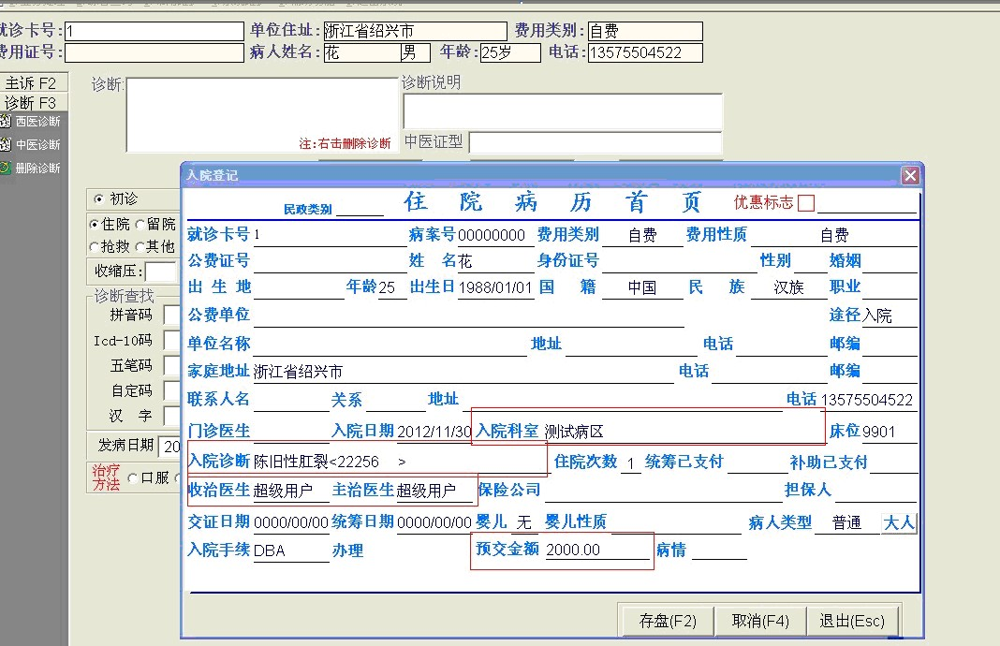 就诊卡号: 1 单位住址: 浙江省绍兴市 费用类别: 自费
费用证号: 病人姓名: 花 男 年龄: 25岁 电话: 13575504522
主诉 F2
诊断 F3
西医诊断
中医诊断
删除诊断
诊断:
注:右击删除诊断
诊断说明
中医证型
初诊
住院 留院
抢救 其他
收缩压:
诊断查找
拼音码
Icd-10码
五笔码
自定码
汉 字
发病日期 20
治疗方法 口服
入院登记
民政类别 住 院 病 历 首 页 优惠标志
就诊卡号 1 病案号 00000000 费用类别 自费 费用性质 自费
公费证号 姓 名 花 身份证号 性别 婚姻
出 生 地 年龄 25 出生日 1988/01/01 国 籍 中国 民 族 汉族 职业
公费单位 途径 入院
单位名称 地址 电话 邮编
家庭地址 浙江省绍兴市 电话 邮编
联系人名 关系 地址 电话 13575504522
门诊医生 入院日期 2012/11/30 入院科室 测试病区 床位 9901
入院诊断 陈旧性肛裂<22256 > 住院次数 1 统筹已支付 补助已支付
收治医生 超级用户 主治医生 超级用户 保险公司 担保人
交证日期 0000/00/00 统筹日期 0000/00/00 婴儿 无 婴儿性质 病人类型 普通 大人
入院手续 DBA 办理 预交金额 2000.00 病情
存盘(F2) 取消(F4) 退出(Esc)